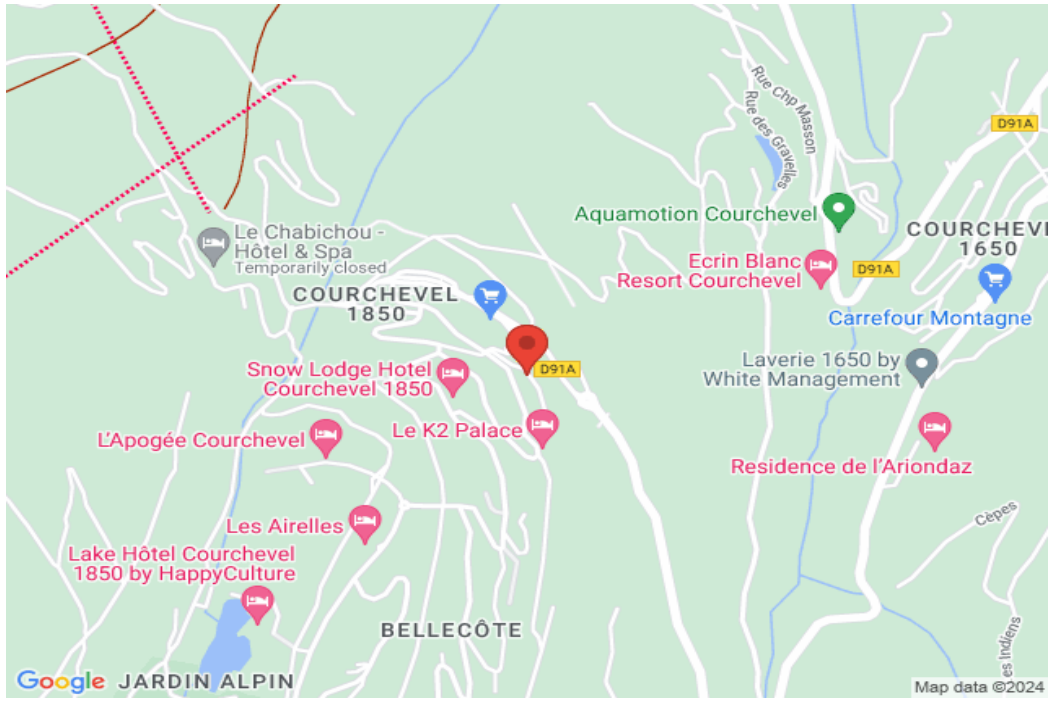 Rue Chp Masson
Rue des Gravelles
D91A
Aquamotion Courchevel
Le Chabichou -
Hôtel & Spa
Temporarily closed
COURCHEVEL
1850
Ecrin Blanc
Resort Courchevel
D91A
COURCHEVE
1650
Carrefour Montagne
Snow Lodge Hotel
Courchevel 1850
D91A
Laverie 1650 by
White Management
L'Apogée Courchevel
Le K2 Palace
Residence de l'Ariondaz
Les Airelles
Cèpes
Lake Hôtel Courchevel
1850 by HappyCulture
BELLECÔTE
es Indiens
Google
JARDIN ALPIN
Map data ©2024